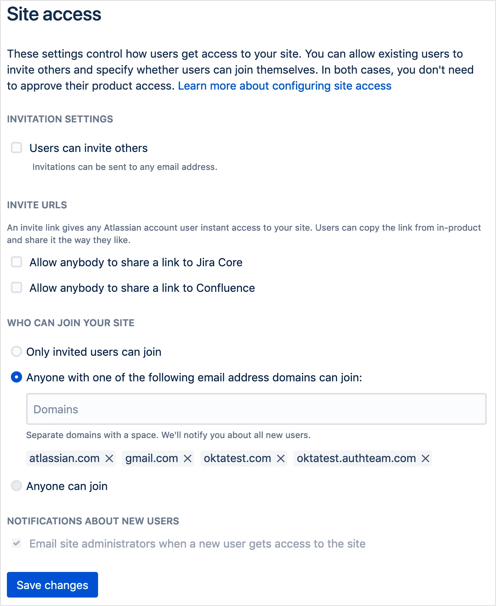 Site access
These settings control how users get access to your site. You can allow existing users to
invite others and specify whether users can join themselves. In both cases, you don't need
to approve their product access. Learn more about configuring site access
INVITATION SETTINGS
Users can invite others
Invitations can be sent to any email address.
INVITE URLS
An invite link gives any Atlassian account user instant access to your site. Users can copy the link from in-product
and share it the way they like.
Allow anybody to share a link to Jira Core
Allow anybody to share a link to Confluence
WHO CAN JOIN YOUR SITE
Only invited users can join
Anyone with one of the following email address domains can join:
Domains
Separate domains with a space. We'll notify you about all new users.
atlassian.com gmail.com oktatest.com oktatest.authteam.com
Anyone can join
NOTIFICATIONS ABOUT NEW USERS
Email site administrators when a new user gets access to the site
Save changes